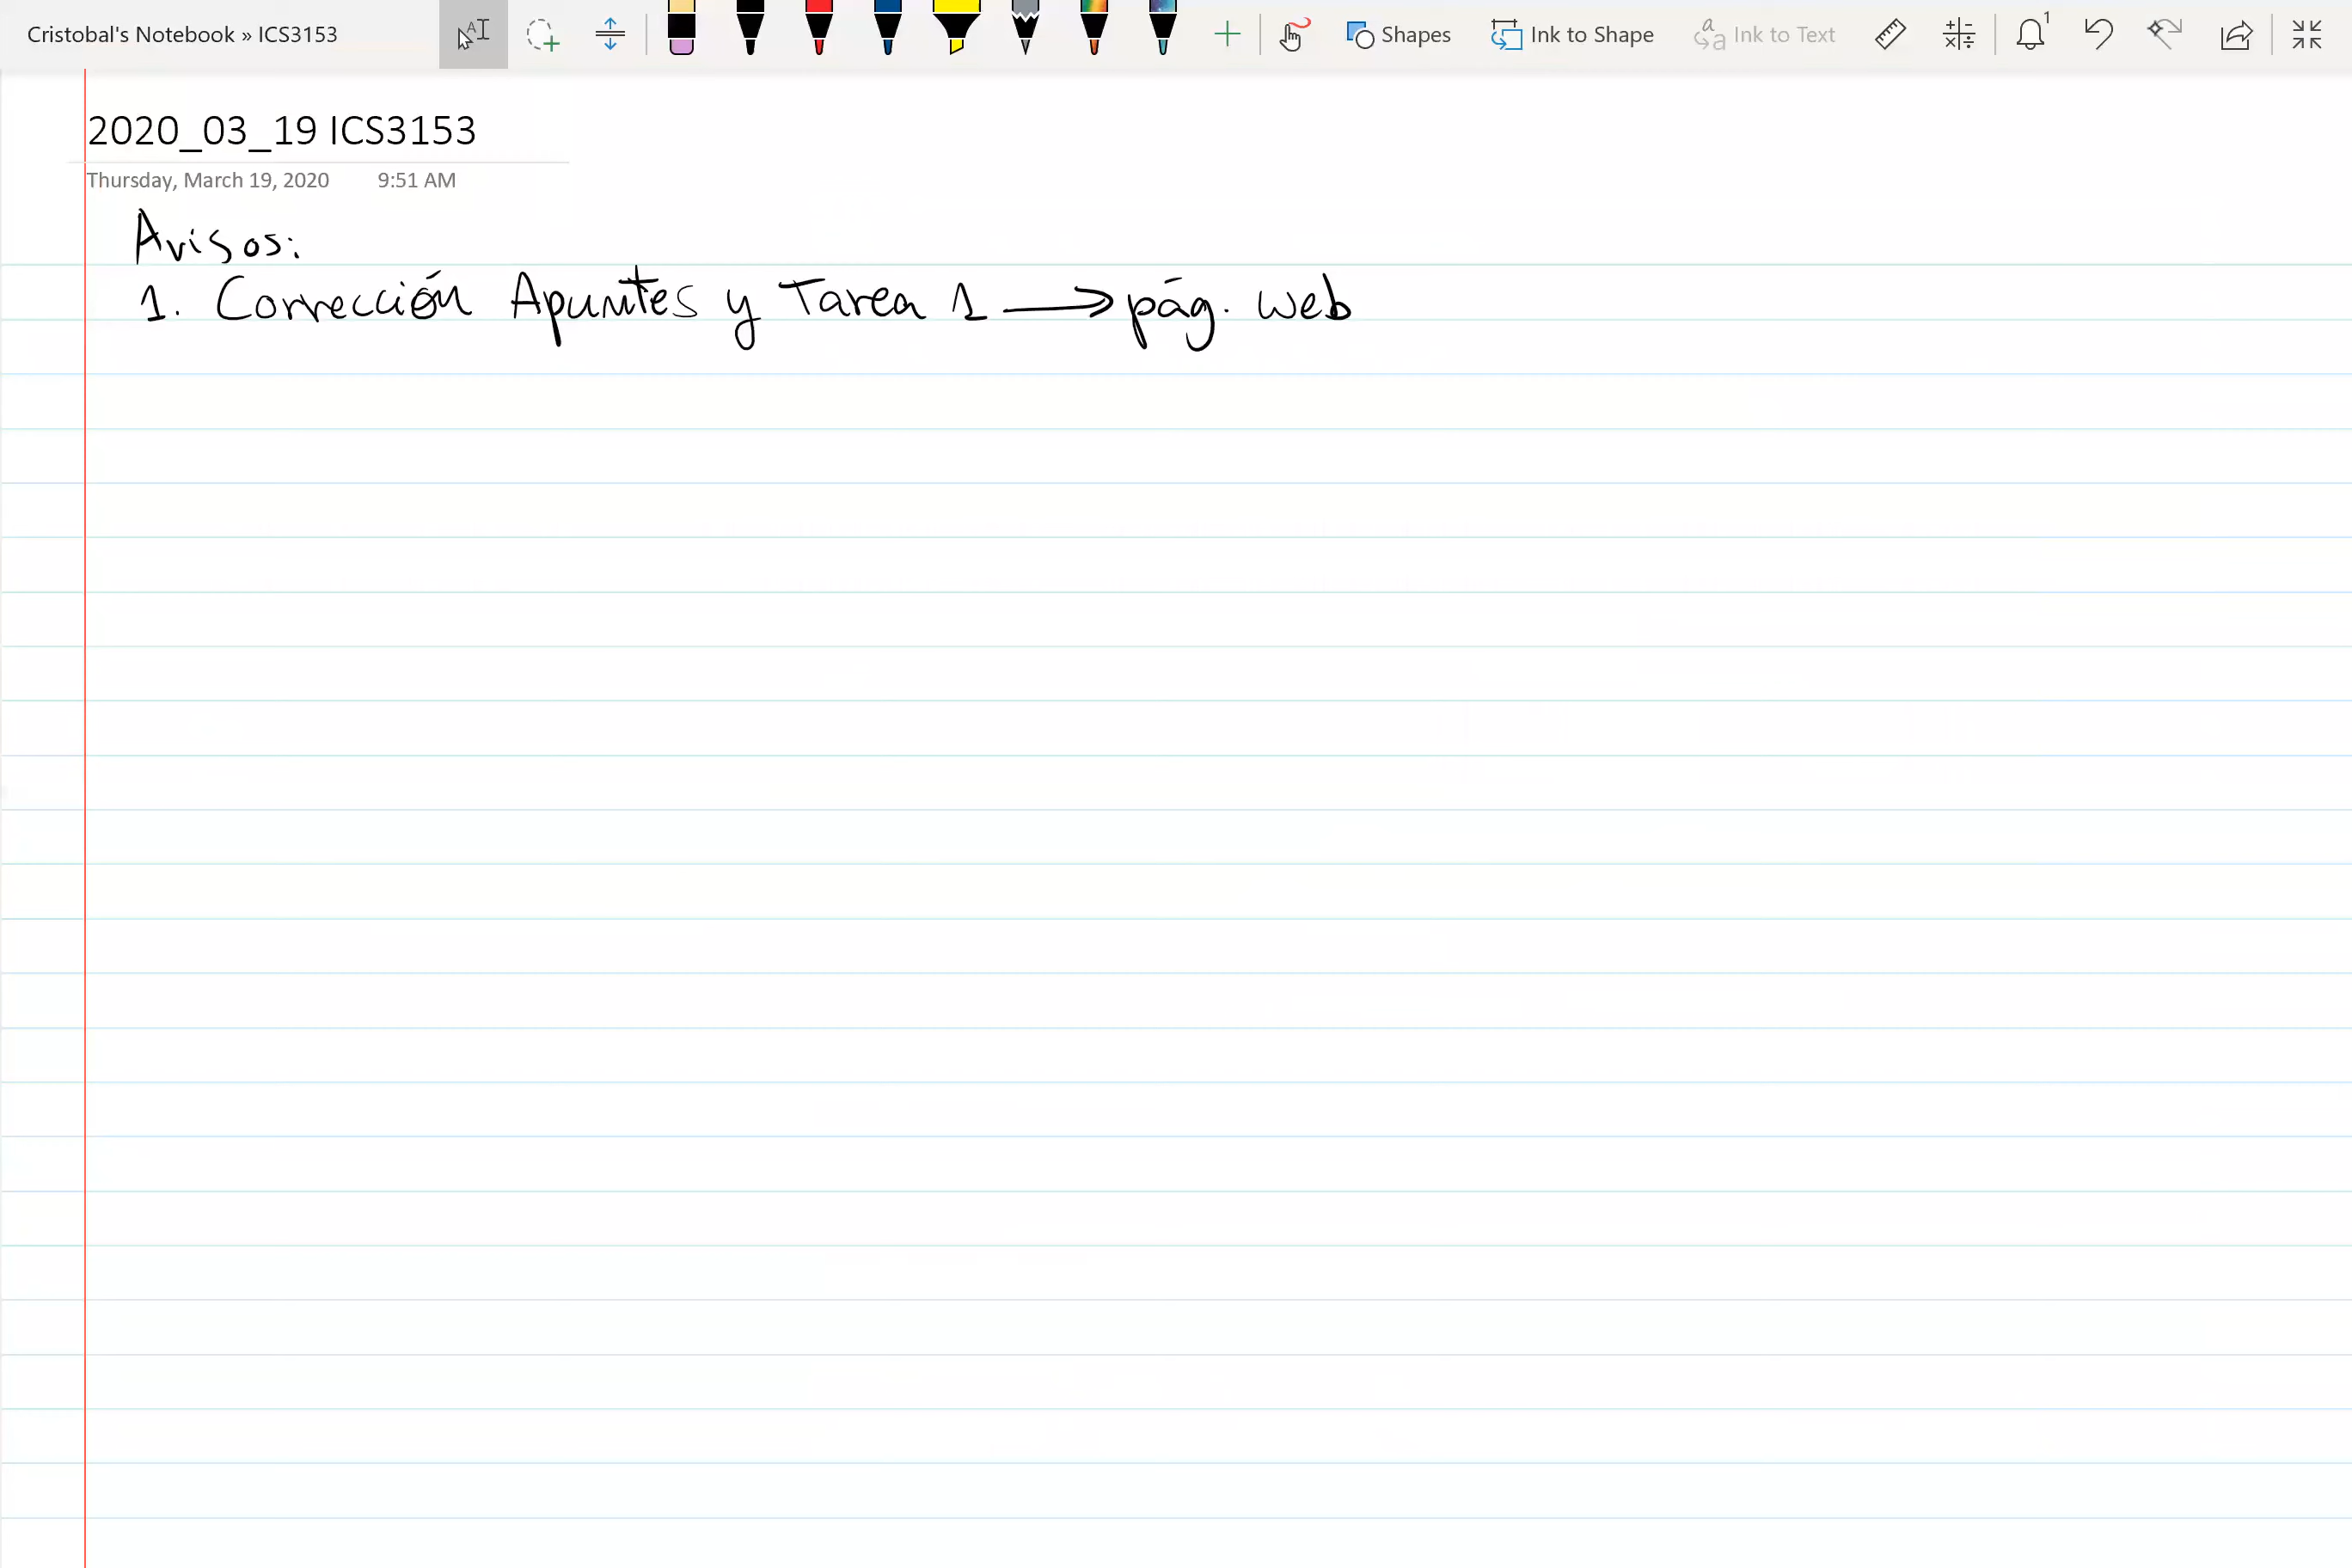 Cristobal's Notebook » ICS3153 Shapes Ink to Shape Ink to Text 1
2020_03_19 ICS3153
Thursday, March 19, 2020 9:51 AM
Avisos:
1. Corrección Apuntes y Tarea 1 → pág. web